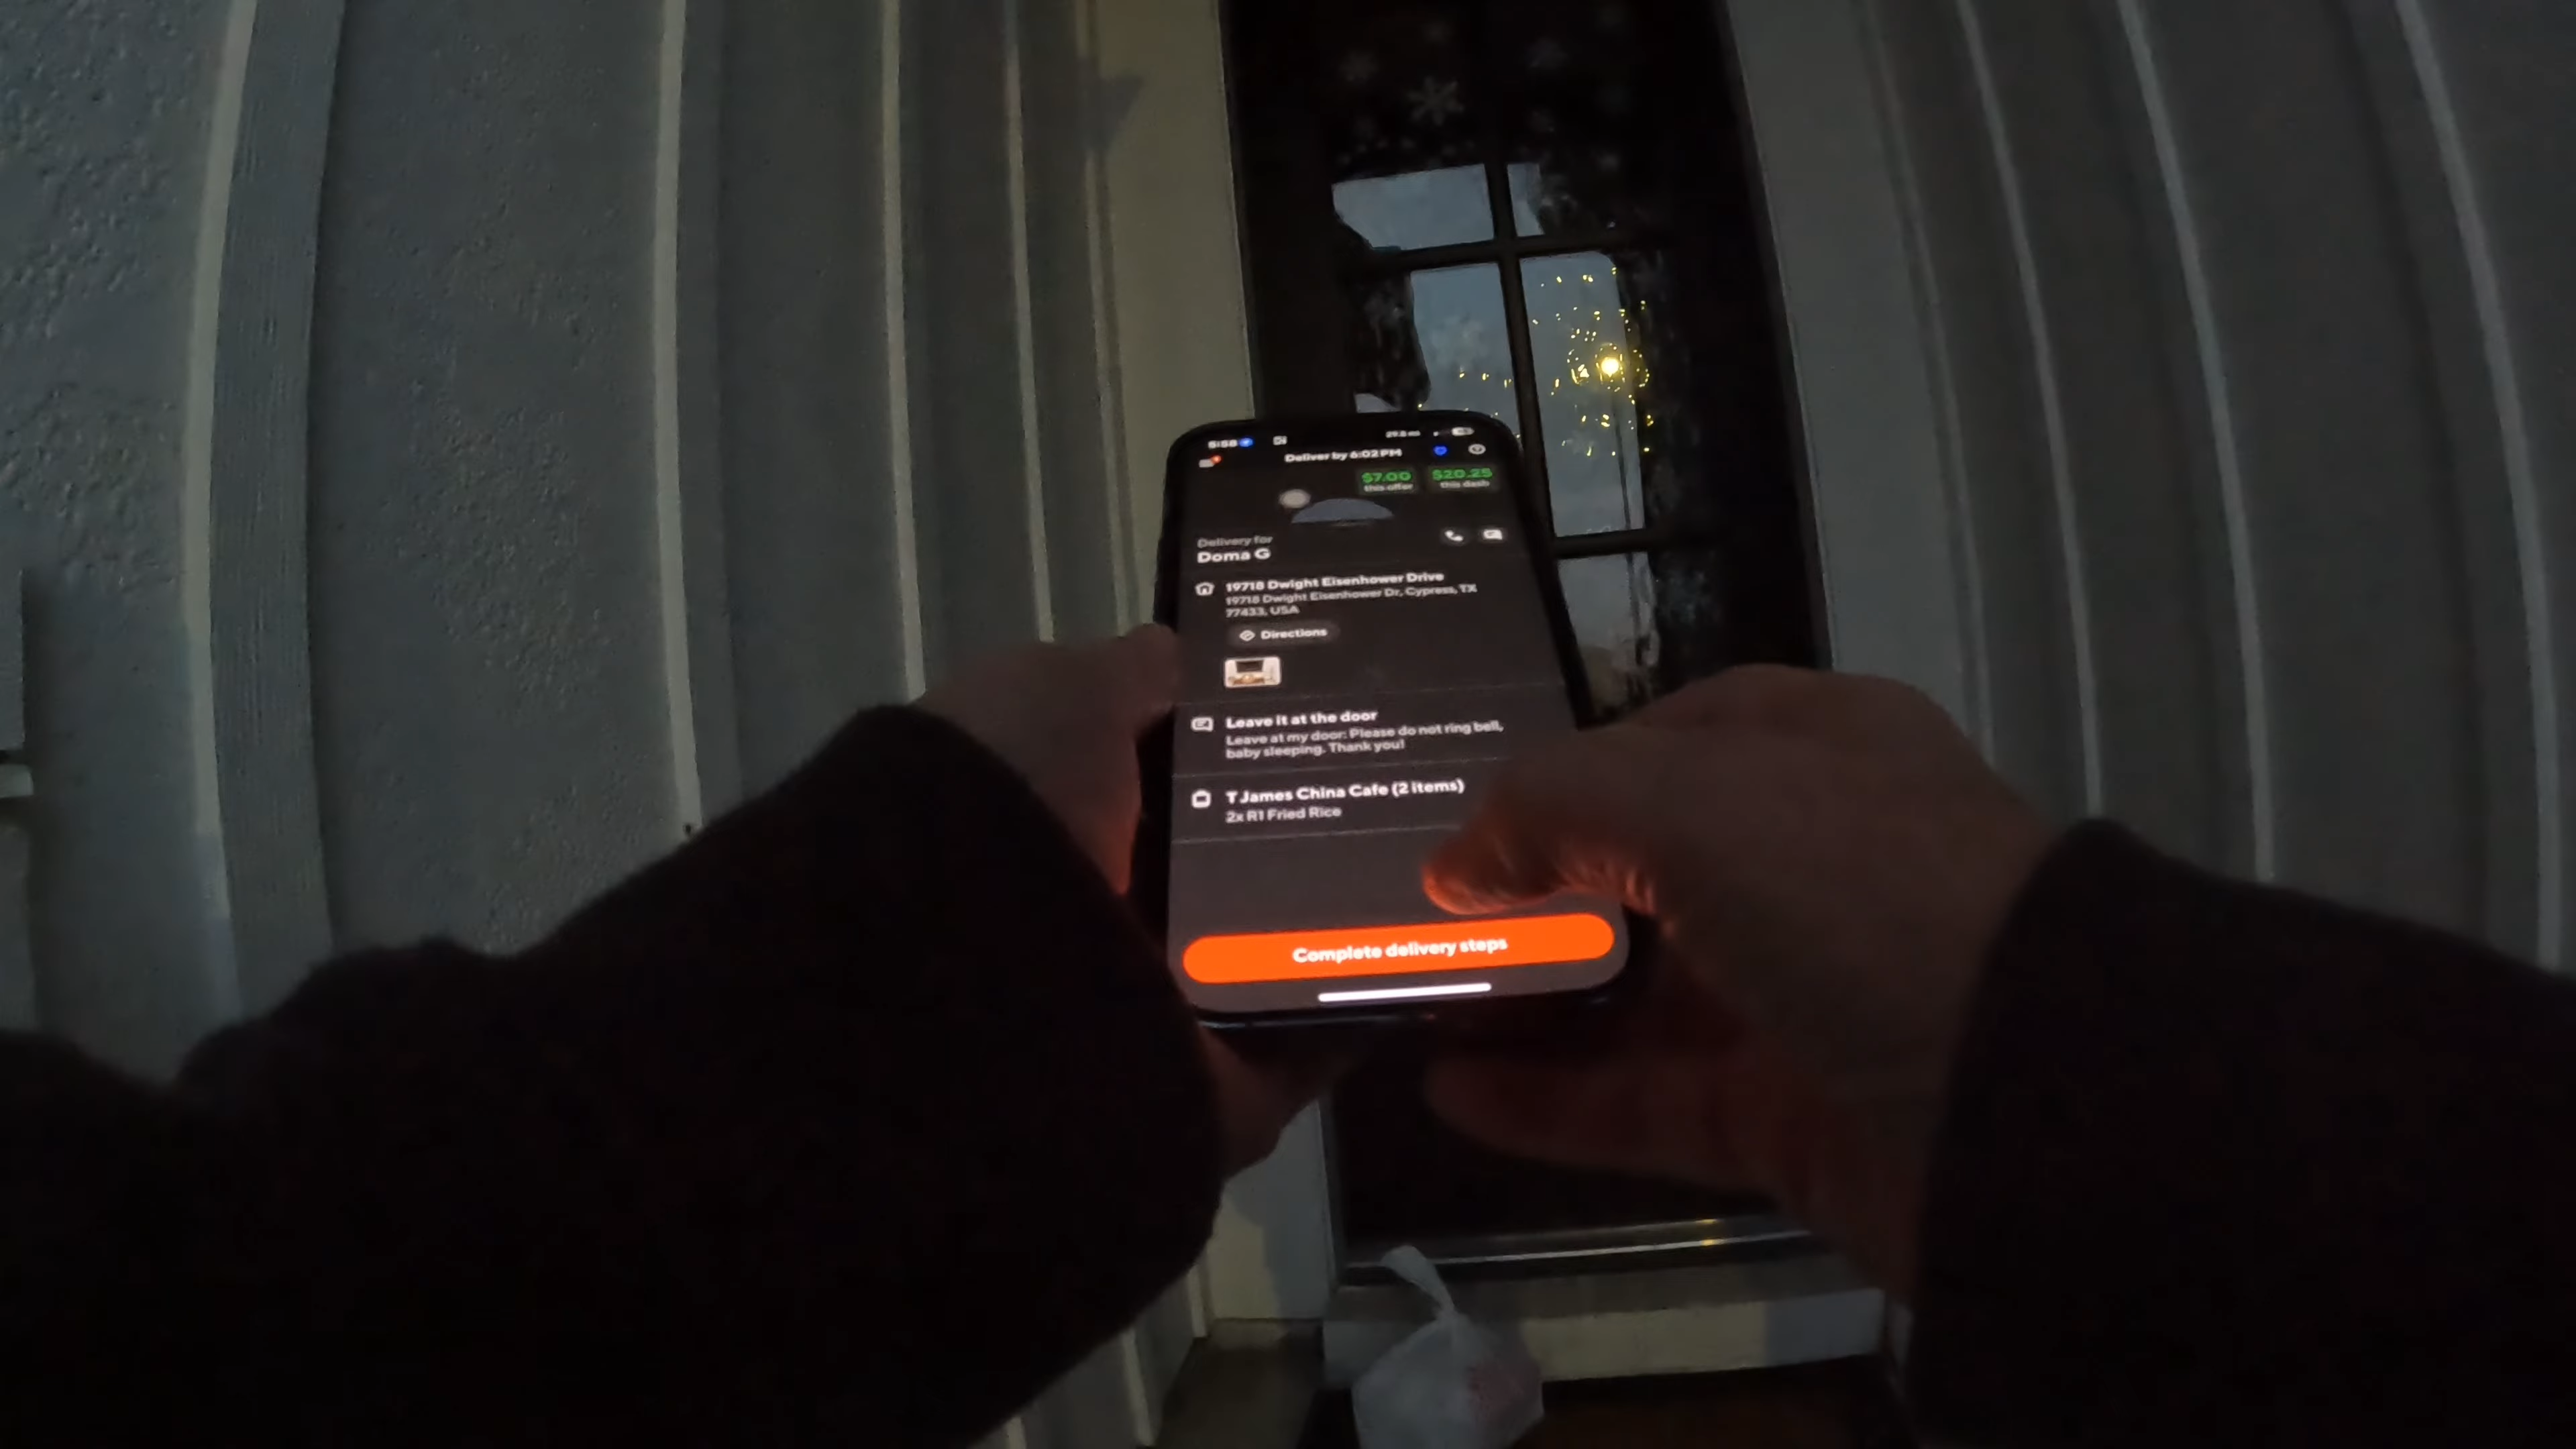 5:58
Deliver by 6:02 PM
$7.00
this offer
$20.25
this dash
Delivery for
Doma G
19718 Dwight Eisenhower Drive
19718 Dwight Eisenhower Dr, Cypress, TX
77433, USA
Directions
Leave it at the door
Leave at my door: Please do not ring bell,
baby sleeping. Thank you!
T James China Cafe (2 items)
2x R1 Fried Rice
Complete delivery steps